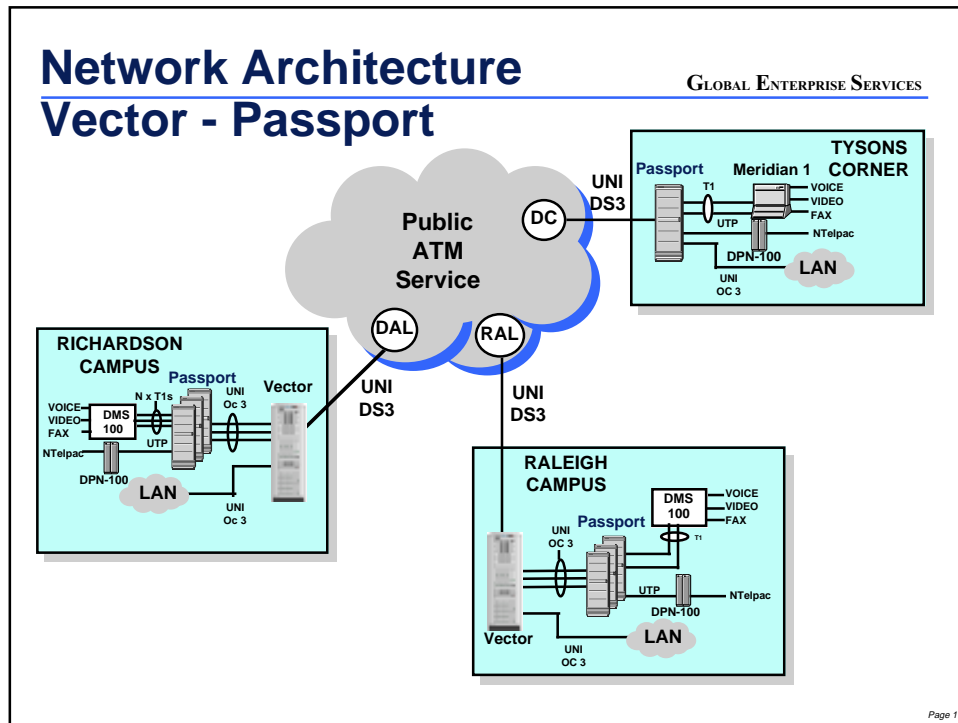 Network Architecture
Vector - Passport
GLOBAL ENTERPRISE SERVICES
TYSONS
CORNER
Passport
Meridian 1
T1
VOICE
VIDEO
FAX
UTP
NTelpac
DPN-100
LAN
UNI
OC 3
UNI
DS3
DC
Public
ATM
Service
DAL
RAL
UNI
DS3
UNI
DS3
RICHARDSON
CAMPUS
Passport
Vector
N x T1s
UNI
Oc 3
VOICE
VIDEO
FAX
DMS
100
UTP
NTelpac
DPN-100
LAN
UNI
Oc 3
RALEIGH
CAMPUS
DMS
100
VOICE
VIDEO
FAX
T1
Passport
UNI
OC 3
UTP
NTelpac
DPN-100
Vector
LAN
UNI
OC 3
Page 1